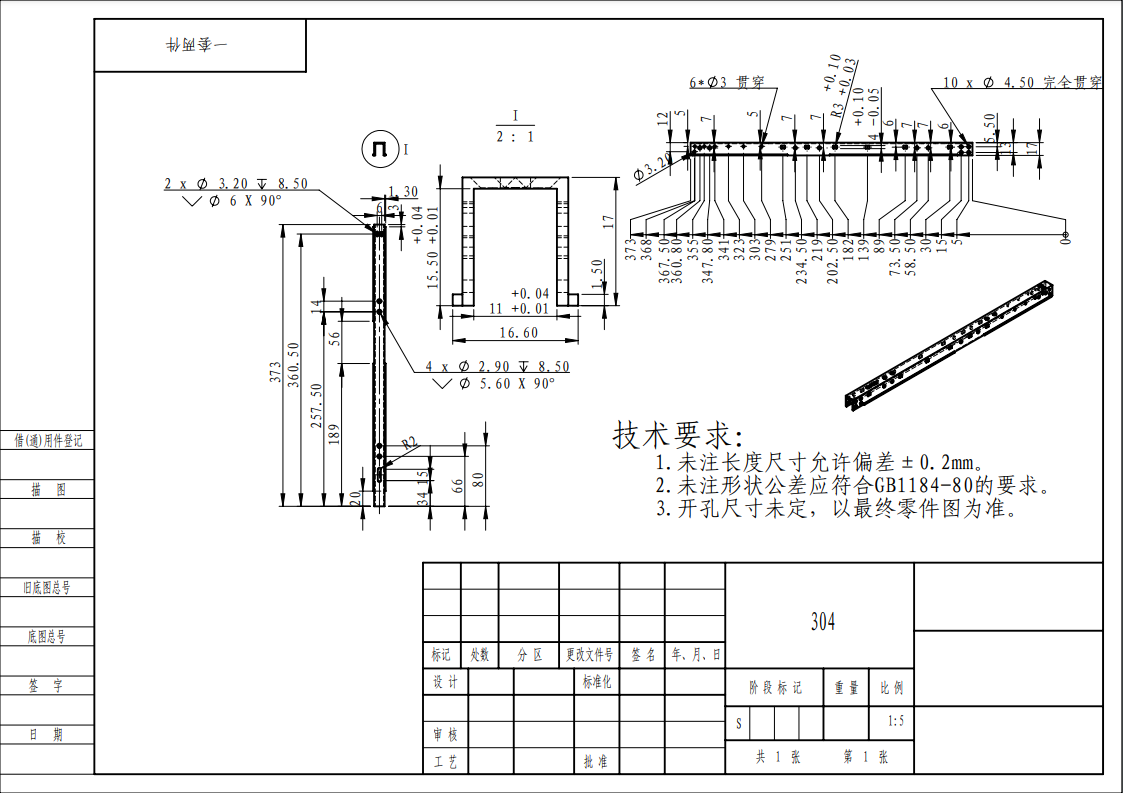 一套两件
I
I
2 : 1
2 x ∅ 3.20 ↧ 8.50
⌵ ∅ 6 X 90°
1.30
6
3
373
360.50
257.50
14
56
189
20
4 x ∅ 2.90 ↧ 8.50
⌵ ∅ 5.60 X 90°
R2
15
34
66
80
15.50 +0.04 +0.01
11 +0.04 +0.01
16.60
17
1.50
6*∅3 贯穿
10 x ∅ 4.50 完全贯穿
R3 +0.10 +0.03
4 +0.10 -0.05
∅3.20
12
5
7
5
7
7
6
7
7
6
5.50
13
17
373
368
367.50
360.80
355
347.80
341
323
303
279
251
234.50
219
202.50
182
139
89
73.50
58.50
30
15
5
0
技术要求:
1.未注长度尺寸允许偏差±0.2mm。
2.未注形状公差应符合GB1184-80的要求。
3.开孔尺寸未定，以最终零件图为准。
借(通)用件登记
描 图
描 校
旧底图总号
底图总号
签 字
日 期
标记 处数 分 区 更改文件号 签 名 年、月、日
设 计 标准化
审 核
工 艺 批 准
304
阶 段 标 记 重 量 比 例
S 1:5
共 1 张 第 1 张